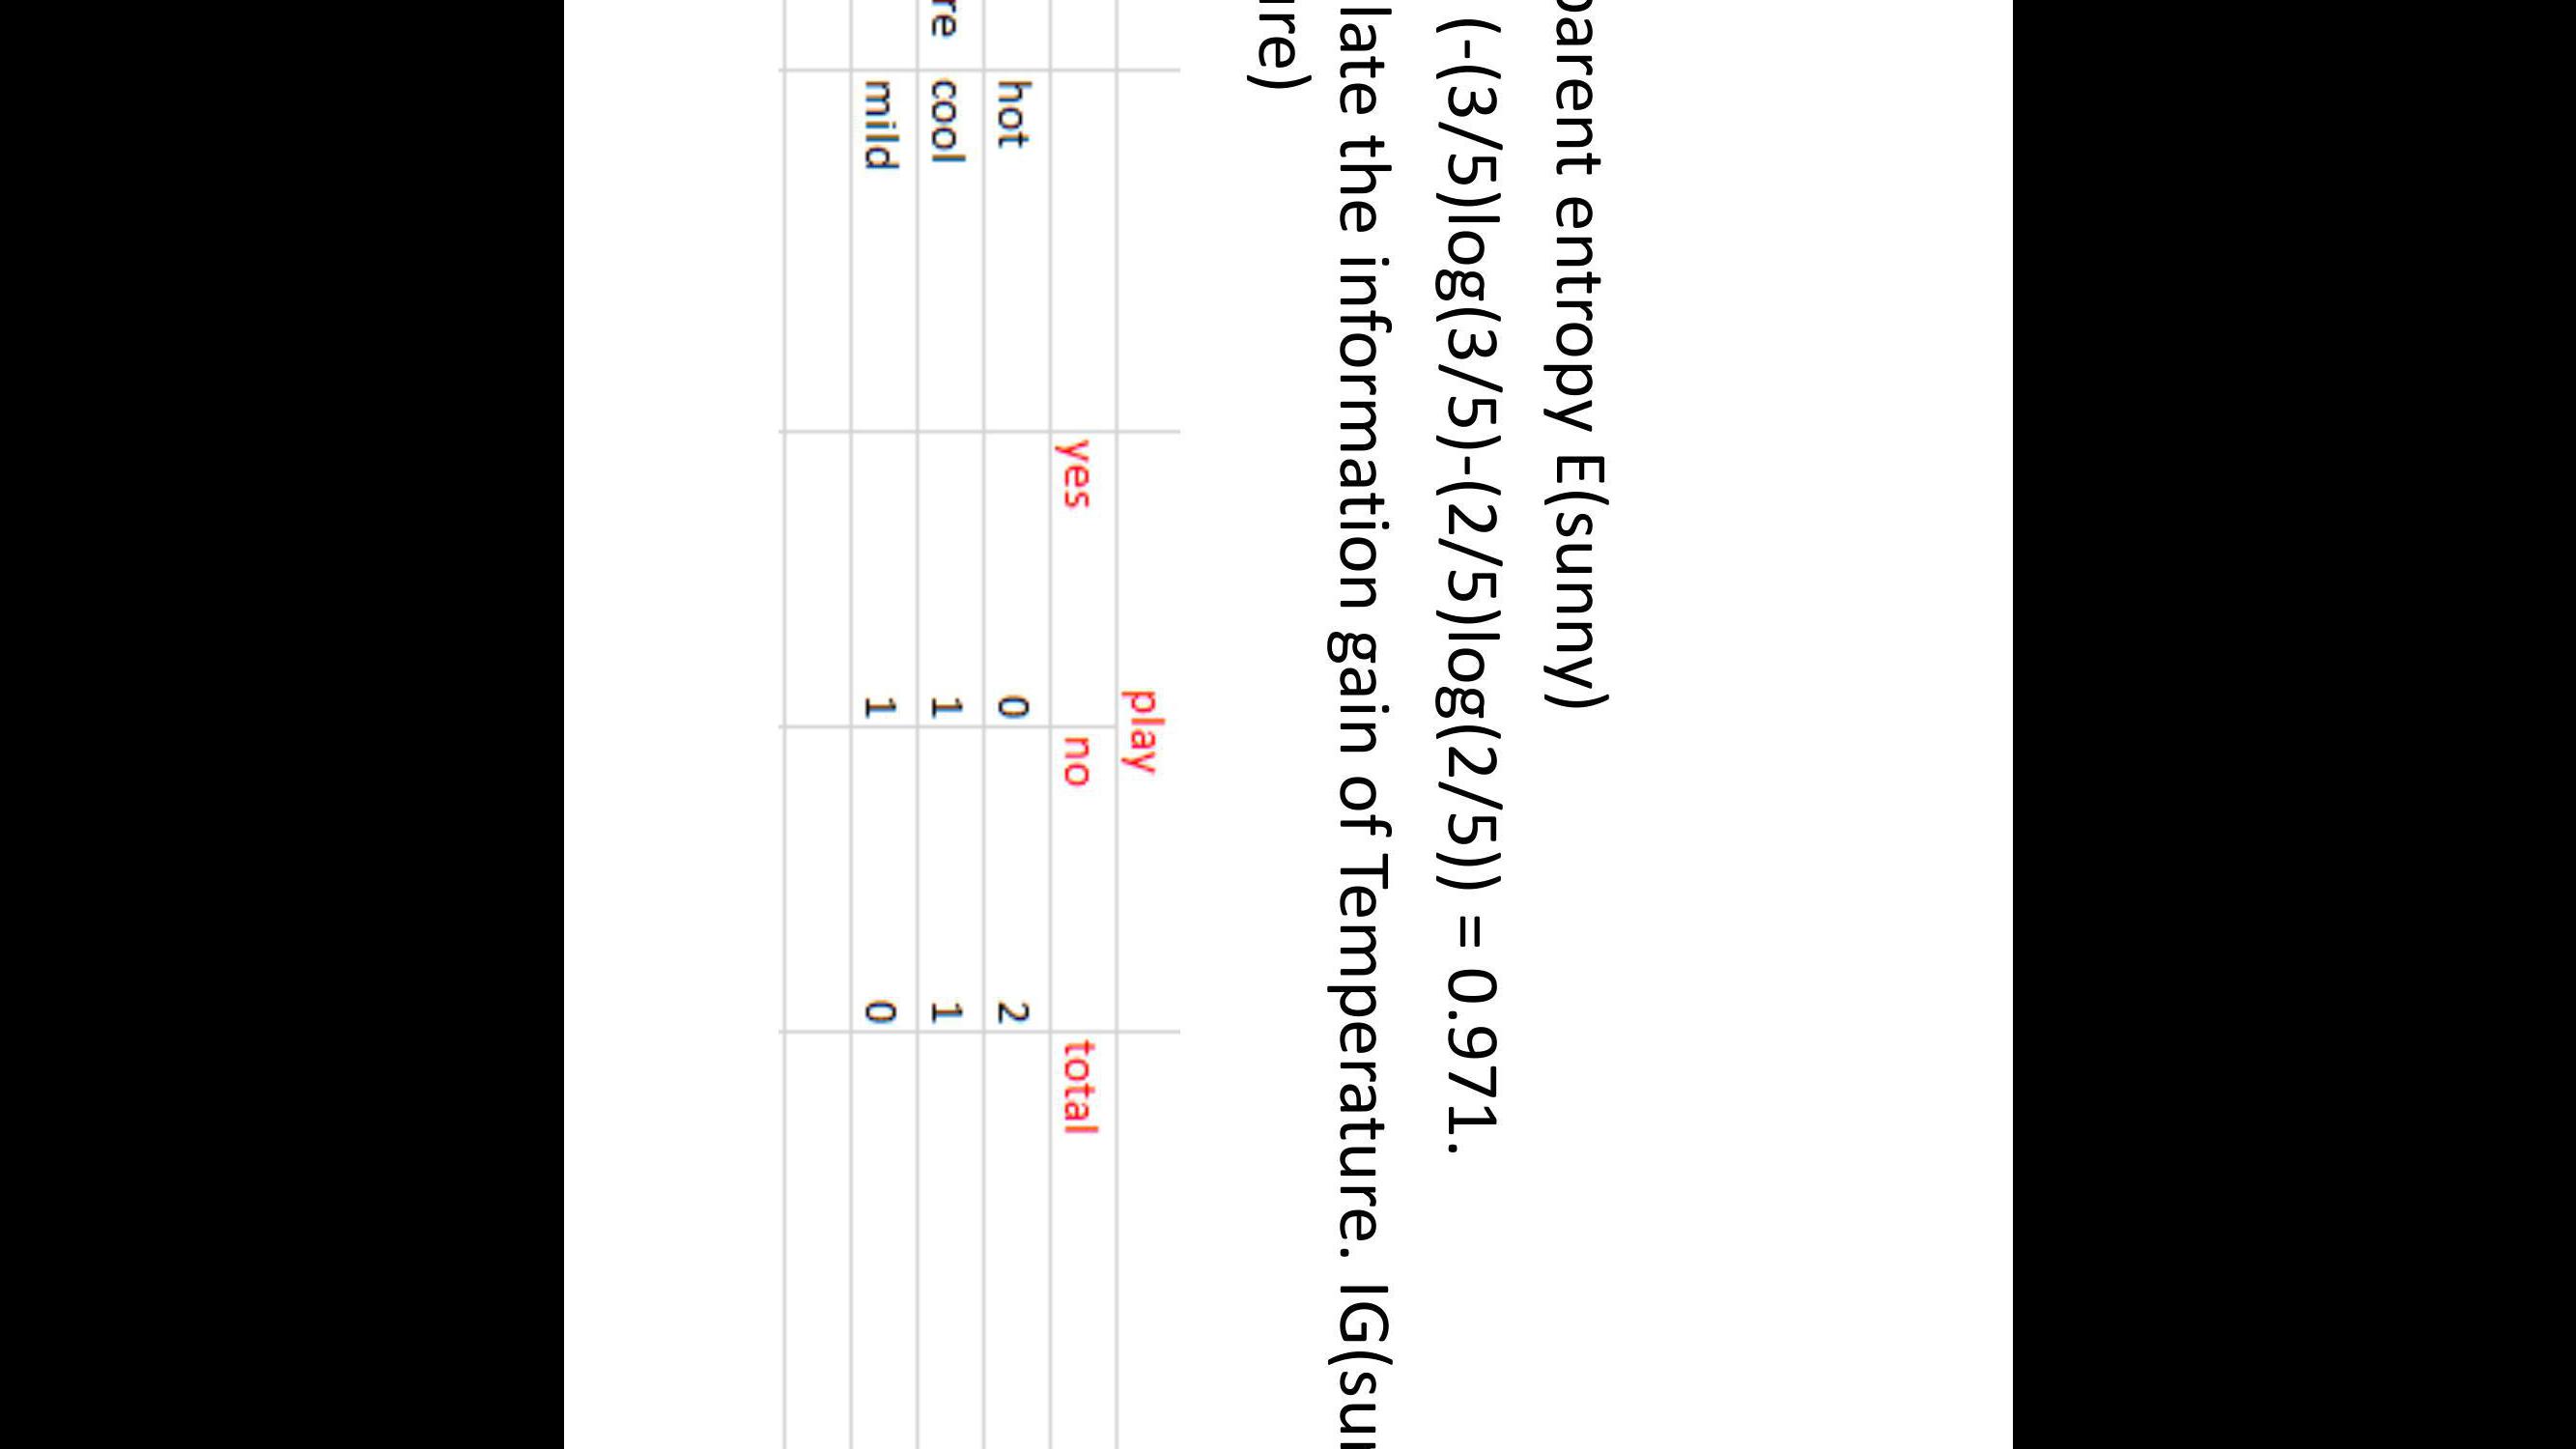 parent entropy E(sunny)
(-(3/5)log(3/5)-(2/5)log(2/5)) = 0.971.
late the information gain of Temperature. IG(su
ure)
play
yes no total
hot 0 2
re cool 1 1
mild 1 0